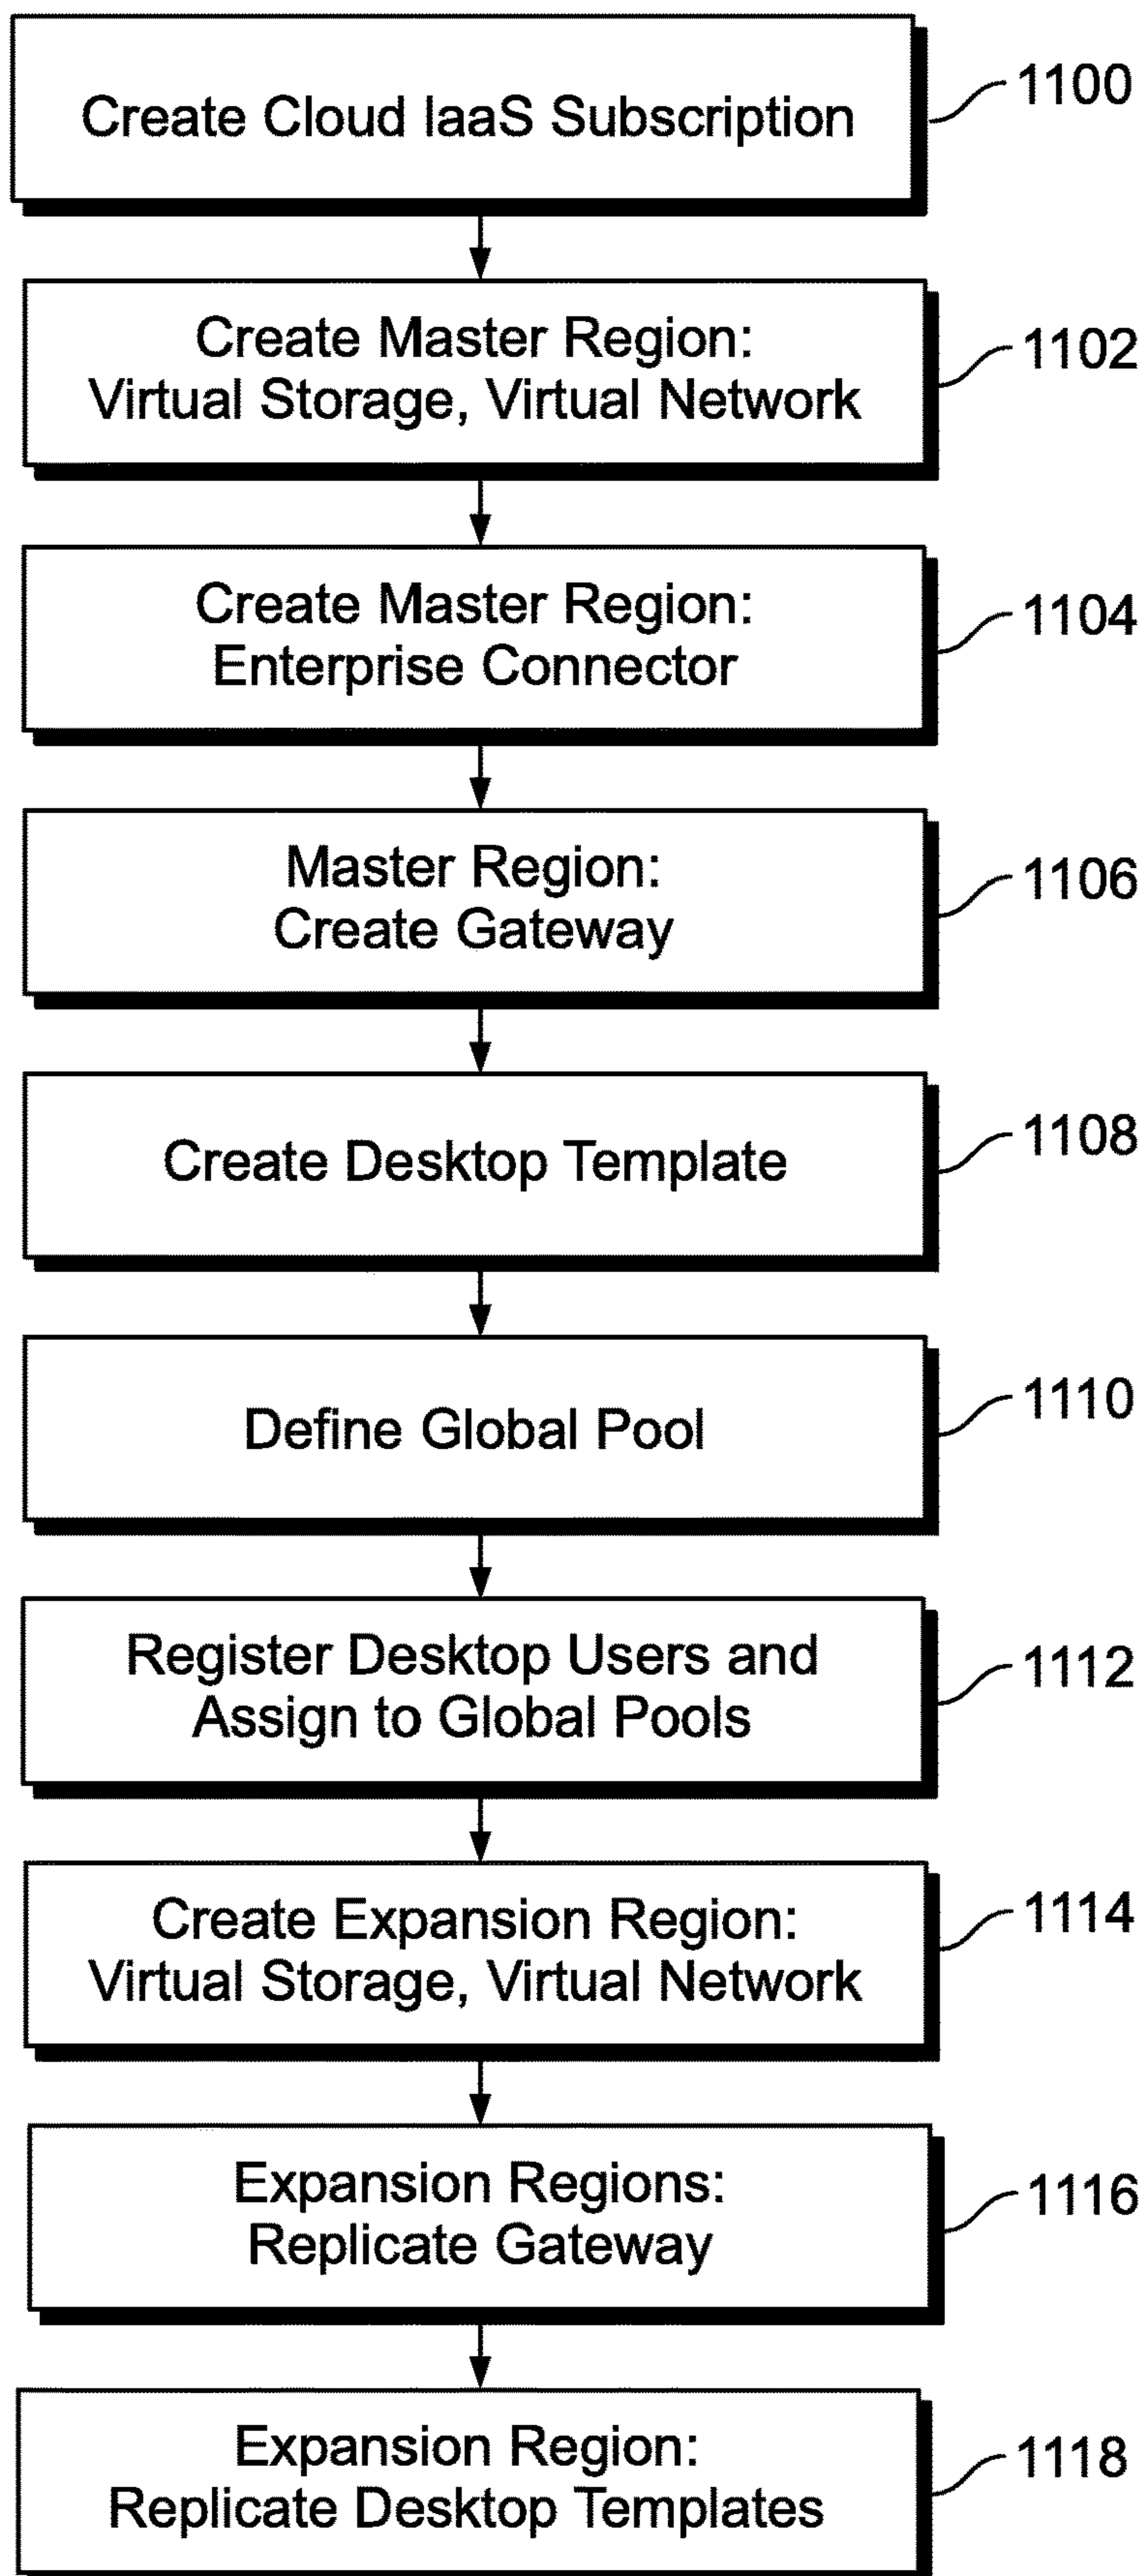 Create Cloud IaaS Subscription
1100
Create Master Region:
Virtual Storage, Virtual Network
1102
Create Master Region:
Enterprise Connector
1104
Master Region:
Create Gateway
1106
Create Desktop Template
1108
Define Global Pool
1110
Register Desktop Users and
Assign to Global Pools
1112
Create Expansion Region:
Virtual Storage, Virtual Network
1114
Expansion Regions:
Replicate Gateway
1116
Expansion Region:
Replicate Desktop Templates
1118